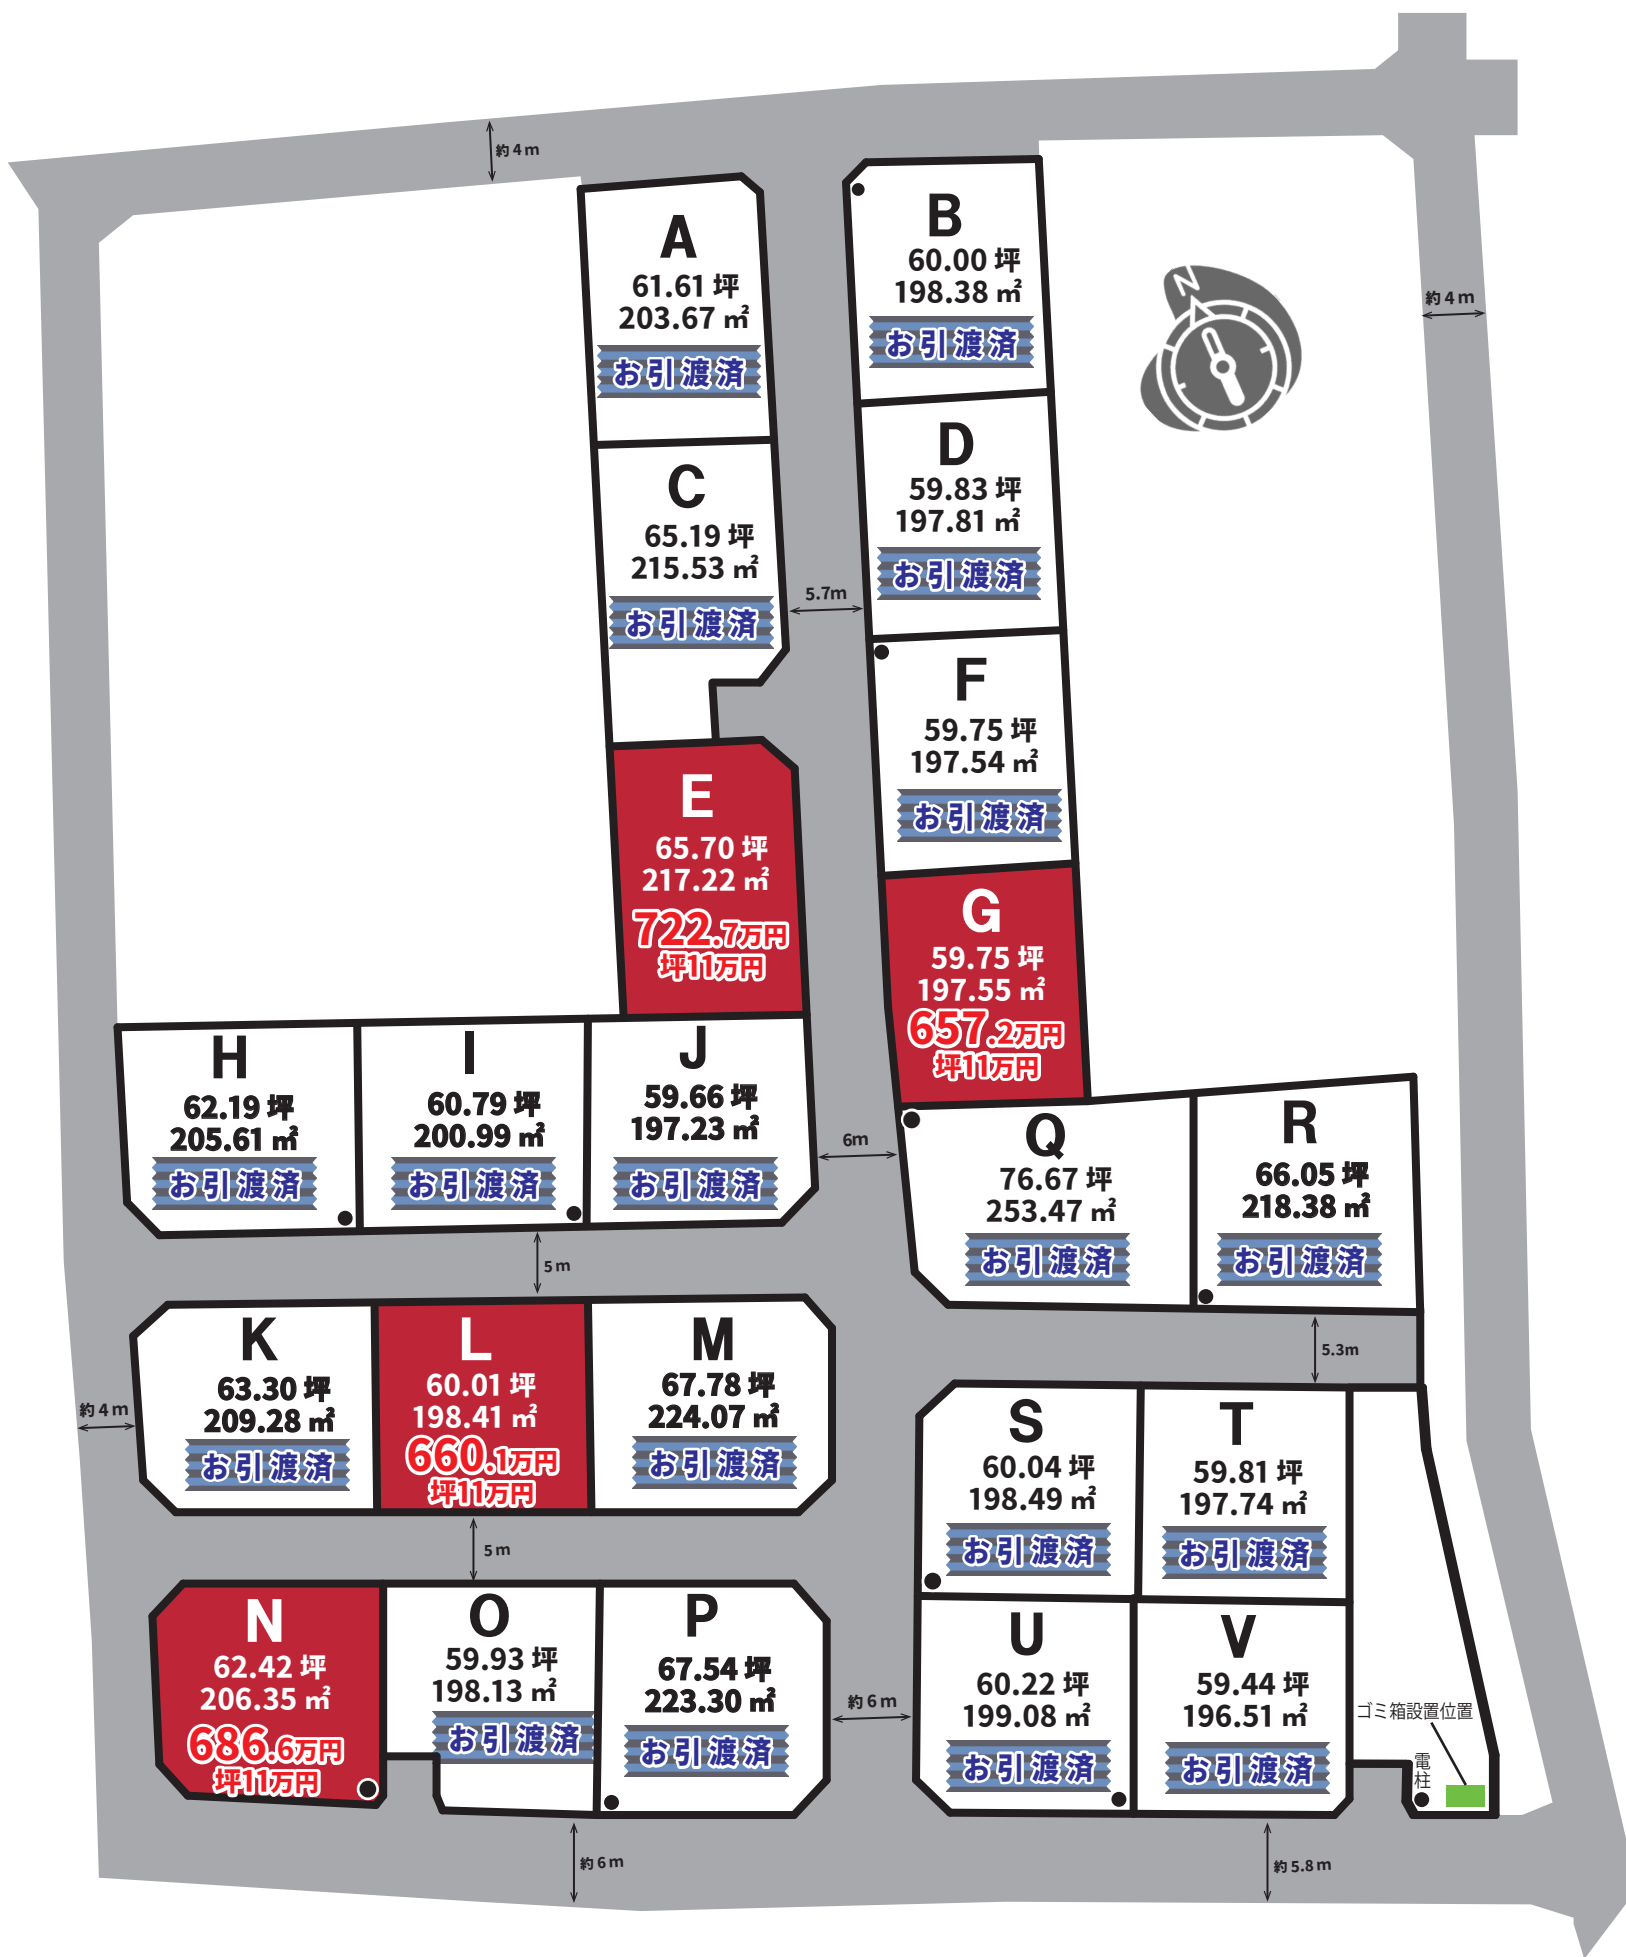 約4m
A
61.61 坪
203.67 ㎡
お引渡済
B
60.00 坪
198.38 ㎡
お引渡済
N
約4m
C
65.19 坪
215.53 ㎡
お引渡済
D
59.83 坪
197.81 ㎡
お引渡済
5.7m
E
65.70 坪
217.22 ㎡
722.7万円
坪11万円
F
59.75 坪
197.54 ㎡
お引渡済
G
59.75 坪
197.55 ㎡
657.2万円
坪11万円
H
62.19 坪
205.61 ㎡
お引渡済
I
60.79 坪
200.99 ㎡
お引渡済
J
59.66 坪
197.23 ㎡
お引渡済
6m
Q
76.67 坪
253.47 ㎡
お引渡済
R
66.05 坪
218.38 ㎡
お引渡済
5m
5.3m
K
63.30 坪
209.28 ㎡
お引渡済
L
60.01 坪
198.41 ㎡
660.1万円
坪11万円
M
67.78 坪
224.07 ㎡
お引渡済
約4m
S
60.04 坪
198.49 ㎡
お引渡済
T
59.81 坪
197.74 ㎡
お引渡済
5m
N
62.42 坪
206.35 ㎡
686.6万円
坪11万円
O
59.93 坪
198.13 ㎡
お引渡済
P
67.54 坪
223.30 ㎡
お引渡済
約6m
U
60.22 坪
199.08 ㎡
お引渡済
V
59.44 坪
196.51 ㎡
お引渡済
ゴミ箱設置位置
電柱
約6m
約5.8m